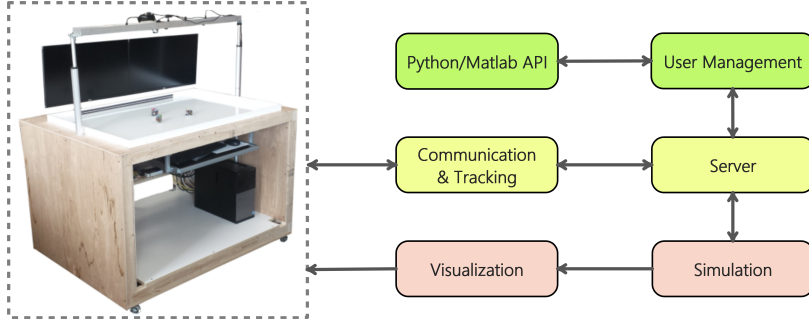 Python/Matlab API
User Management
Communication
& Tracking
Server
Visualization
Simulation